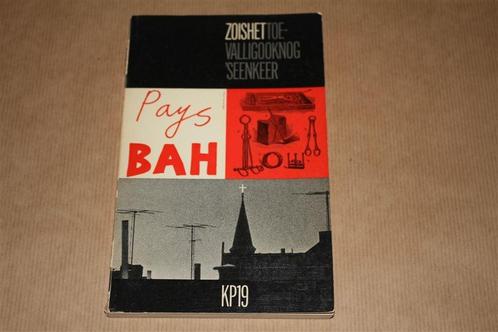 ZOISHETTOE-
VALLIGOOKNOG
'SEENKEER
Pays
BAH
KP19